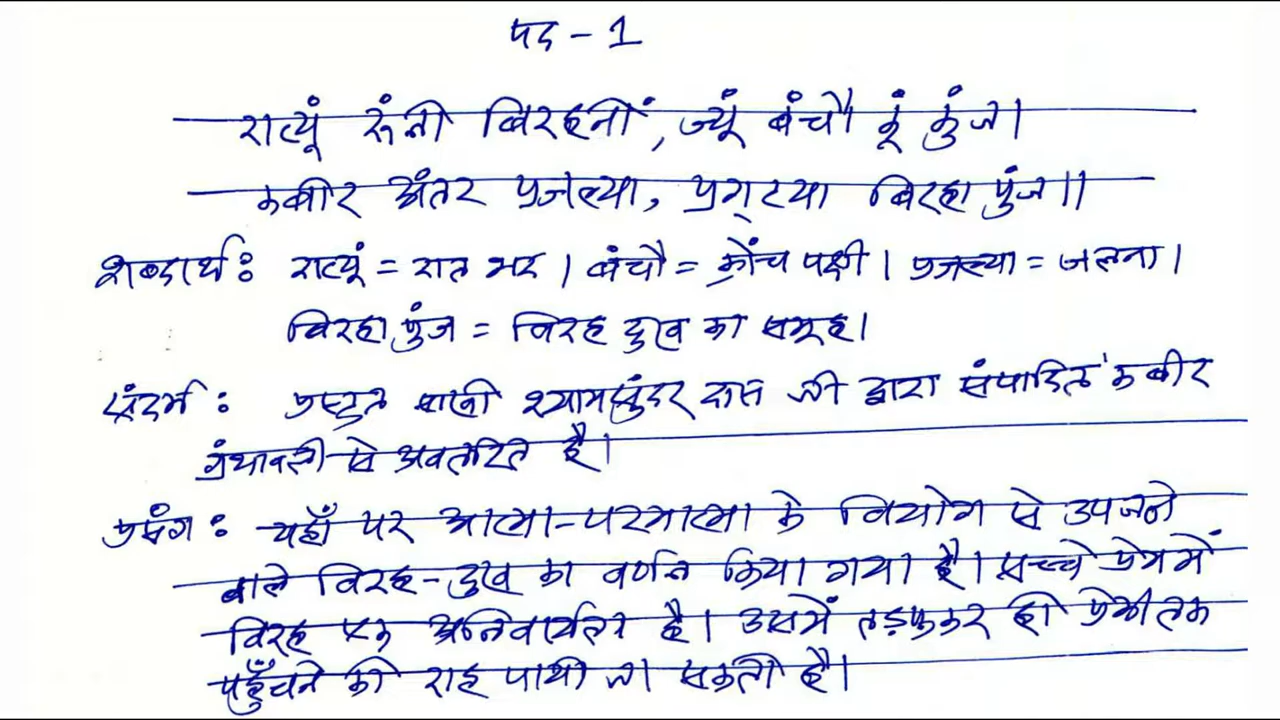 पद - 1
रात्यूं रूंनी बिरहनीं, ज्यूं बंचौ कूं कुंज।
कबीर अंतर प्रजल्या, प्रगट्या बिरहा पुंज।।
शब्दार्थ: रात्यूं = रात भर। बंचौ = क्रोंच पक्षी। प्रजल्या = जलना।
बिरहा पुंज = विरह दुख का समूह।
संदर्भ: प्रस्तुत साखी श्यामसुंदर दास जी द्वारा संपादित 'कबीर
ग्रंथावली से अवतरित है।
प्रसंग: यहाँ पर आत्मा-परमात्मा के वियोग से उपजने
वाले विरह-दुख का वर्णन किया गया है। सच्चे प्रेम में
विरह एक अनिवार्यता है। उसमें तड़फकर ही प्रेमी तक
पहुँचने की राह पायी जा सकती है।